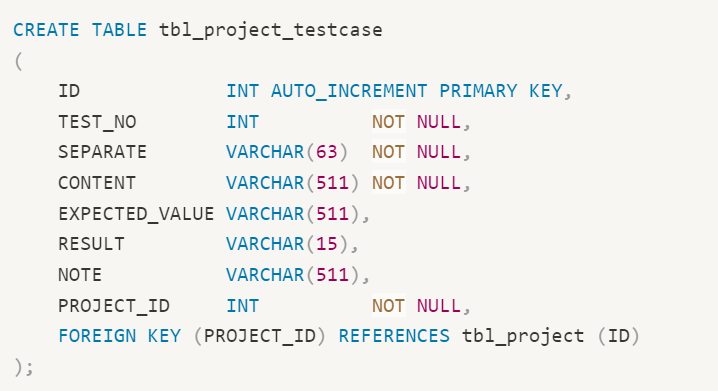 CREATE TABLE tbl_project_testcase
(
    ID             INT AUTO_INCREMENT PRIMARY KEY,
    TEST_NO        INT          NOT NULL,
    SEPARATE       VARCHAR(63)  NOT NULL,
    CONTENT        VARCHAR(511) NOT NULL,
    EXPECTED_VALUE VARCHAR(511),
    RESULT         VARCHAR(15),
    NOTE           VARCHAR(511),
    PROJECT_ID     INT          NOT NULL,
    FOREIGN KEY (PROJECT_ID) REFERENCES tbl_project (ID)
);